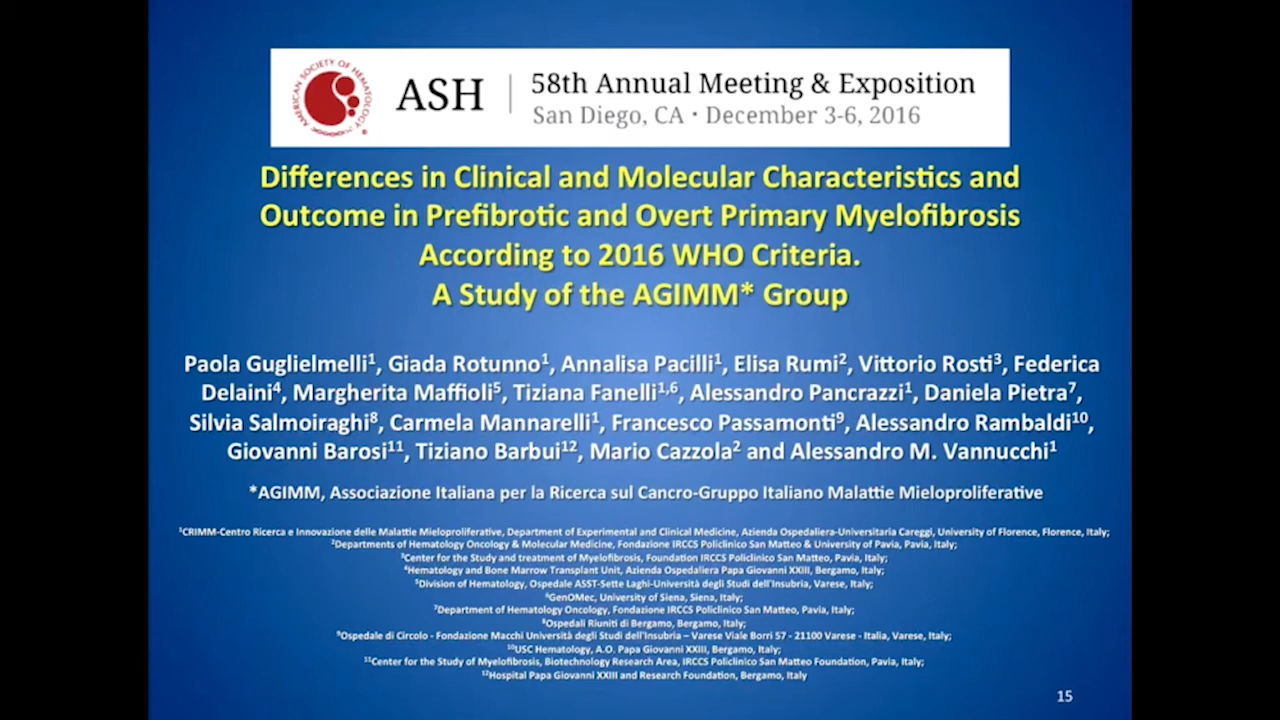 AMERICAN SOCIETY OF HEMATOLOGY
ASH
58th Annual Meeting & Exposition
San Diego, CA · December 3-6, 2016
Differences in Clinical and Molecular Characteristics and
Outcome in Prefibrotic and Overt Primary Myelofibrosis
According to 2016 WHO Criteria.
A Study of the AGIMM* Group
Paola Guglielmelli¹, Giada Rotunno¹, Annalisa Pacilli¹, Elisa Rumi², Vittorio Rosti³, Federica
Delaini⁴, Margherita Maffioli⁵, Tiziana Fanelli¹,⁶, Alessandro Pancrazzi¹, Daniela Pietra⁷,
Silvia Salmoiraghi⁸, Carmela Mannarelli¹, Francesco Passamonti⁹, Alessandro Rambaldi¹⁰,
Giovanni Barosi¹¹, Tiziano Barbui¹², Mario Cazzola² and Alessandro M. Vannucchi¹
*AGIMM, Associazione Italiana per la Ricerca sul Cancro-Gruppo Italiano Malattie Mieloproliferative
¹CRIMM-Centro Ricerca e Innovazione delle Malattie Mieloproliferative, Department of Experimental and Clinical Medicine, Azienda Ospedaliera-Universitaria Careggi, University of Florence, Florence, Italy;
²Departments of Hematology Oncology & Molecular Medicine, Fondazione IRCCS Policlinico San Matteo & University of Pavia, Pavia, Italy;
³Center for the Study and treatment of Myelofibrosis, Foundation IRCCS Policlinico San Matteo, Pavia, Italy;
⁴Hematology and Bone Marrow Transplant Unit, Azienda Ospedaliera Papa Giovanni XXIII, Bergamo, Italy;
⁵Division of Hematology, Ospedale ASST-Sette Laghi-Università degli Studi dell'Insubria, Varese, Italy;
⁶GenOMec, University of Siena, Siena, Italy;
⁷Department of Hematology Oncology, Fondazione IRCCS Policlinico San Matteo, Pavia, Italy;
⁸Ospedali Riuniti di Bergamo, Bergamo, Italy;
⁹Ospedale di Circolo - Fondazione Macchi Università degli Studi dell'Insubria – Varese Viale Borri 57 - 21100 Varese - Italia, Varese, Italy;
¹⁰USC Hematology, A.O. Papa Giovanni XXIII, Bergamo, Italy;
¹¹Center for the Study of Myelofibrosis, Biotechnology Research Area, IRCCS Policlinico San Matteo Foundation, Pavia, Italy;
¹²Hospital Papa Giovanni XXIII and Research Foundation, Bergamo, Italy
15